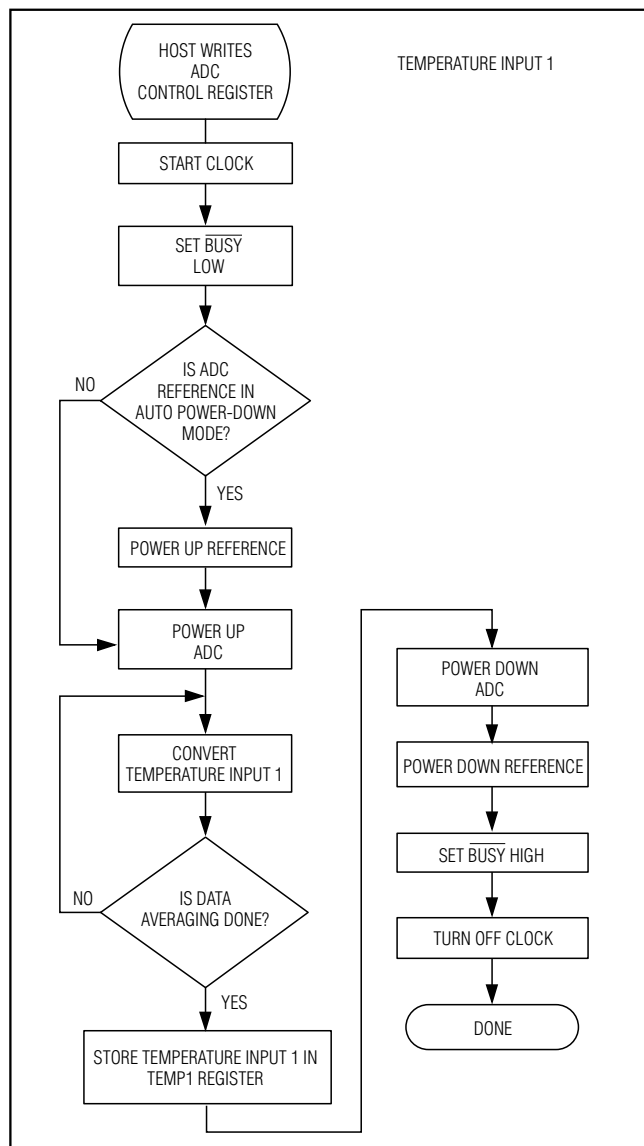 HOST WRITES
ADC
CONTROL REGISTER
TEMPERATURE INPUT 1
START CLOCK
SET B̅U̅S̅Y̅
LOW
IS ADC
REFERENCE IN
AUTO POWER-DOWN
MODE?
NO
YES
POWER UP REFERENCE
POWER UP
ADC
CONVERT
TEMPERATURE INPUT 1
NO
IS DATA
AVERAGING DONE?
YES
STORE TEMPERATURE INPUT 1 IN
TEMP1 REGISTER
POWER DOWN
ADC
POWER DOWN REFERENCE
SET B̅U̅S̅Y̅ HIGH
TURN OFF CLOCK
DONE